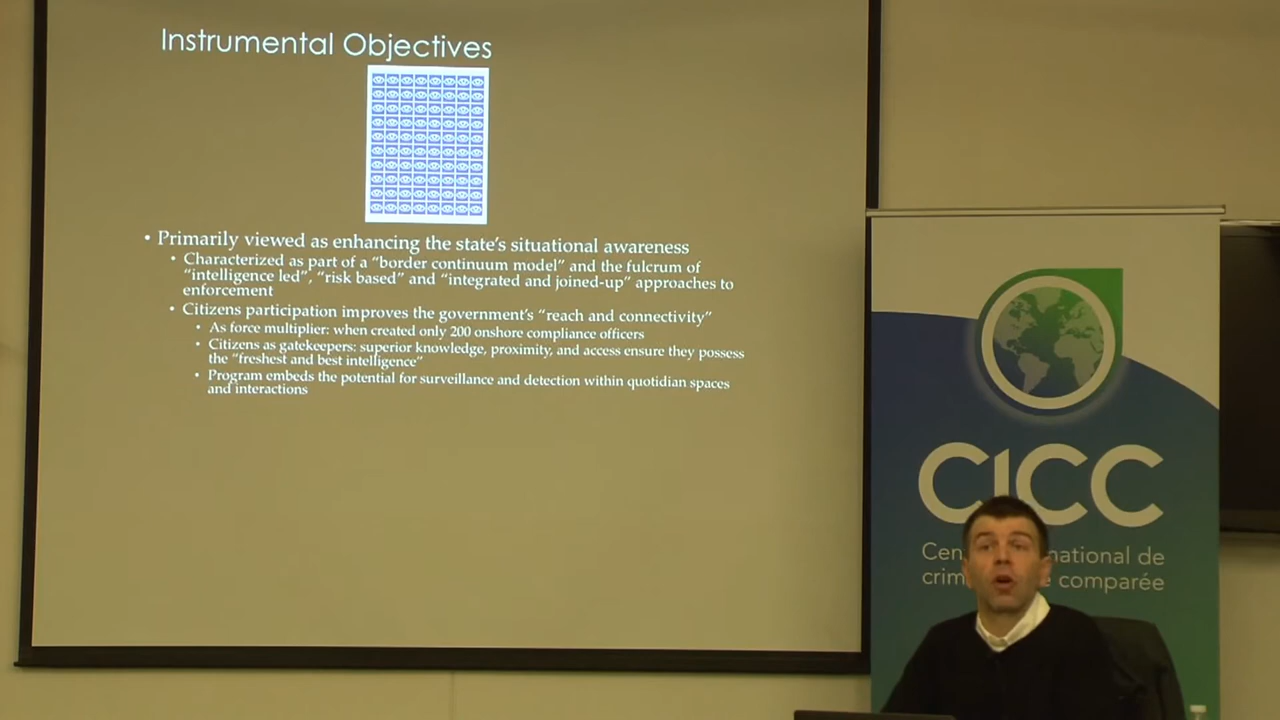 Instrumental Objectives
• Primarily viewed as enhancing the state's situational awareness
• Characterized as part of a "border continuum model" and the fulcrum of
"intelligence led", "risk based" and "integrated and joined-up" approaches to
enforcement
• Citizens participation improves the government's "reach and connectivity"
• As force multiplier: when created only 200 onshore compliance officers
• Citizens as gatekeepers: superior knowledge, proximity, and access ensure they possess
the "freshest and best intelligence"
• Program embeds the potential for surveillance and detection within quotidian spaces
and interactions
CICC
national de
comparée